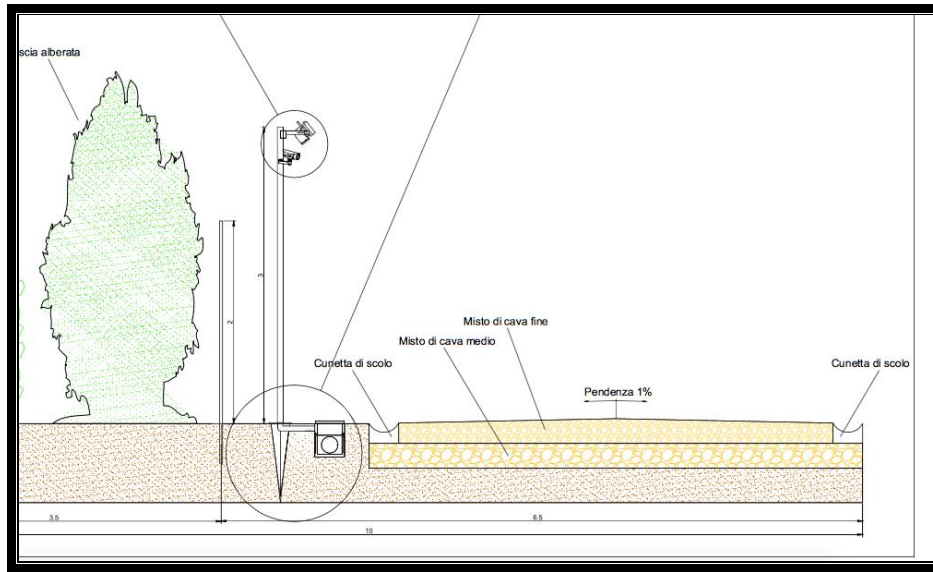 scia alberata
3
2
Misto di cava fine
Misto di cava medio
Cunetta di scolo
Cunetta di scolo
Pendenza 1%
3.5
6.5
10